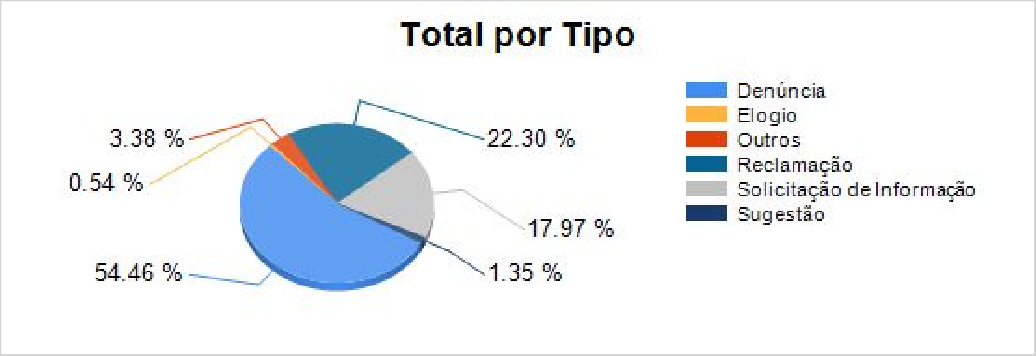 Total por Tipo
3.38 %
0.54 %
54.46 %
22.30 %
17.97 %
1.35 %
Denúncia
Elogio
Outros
Reclamação
Solicitação de Informação
Sugestão